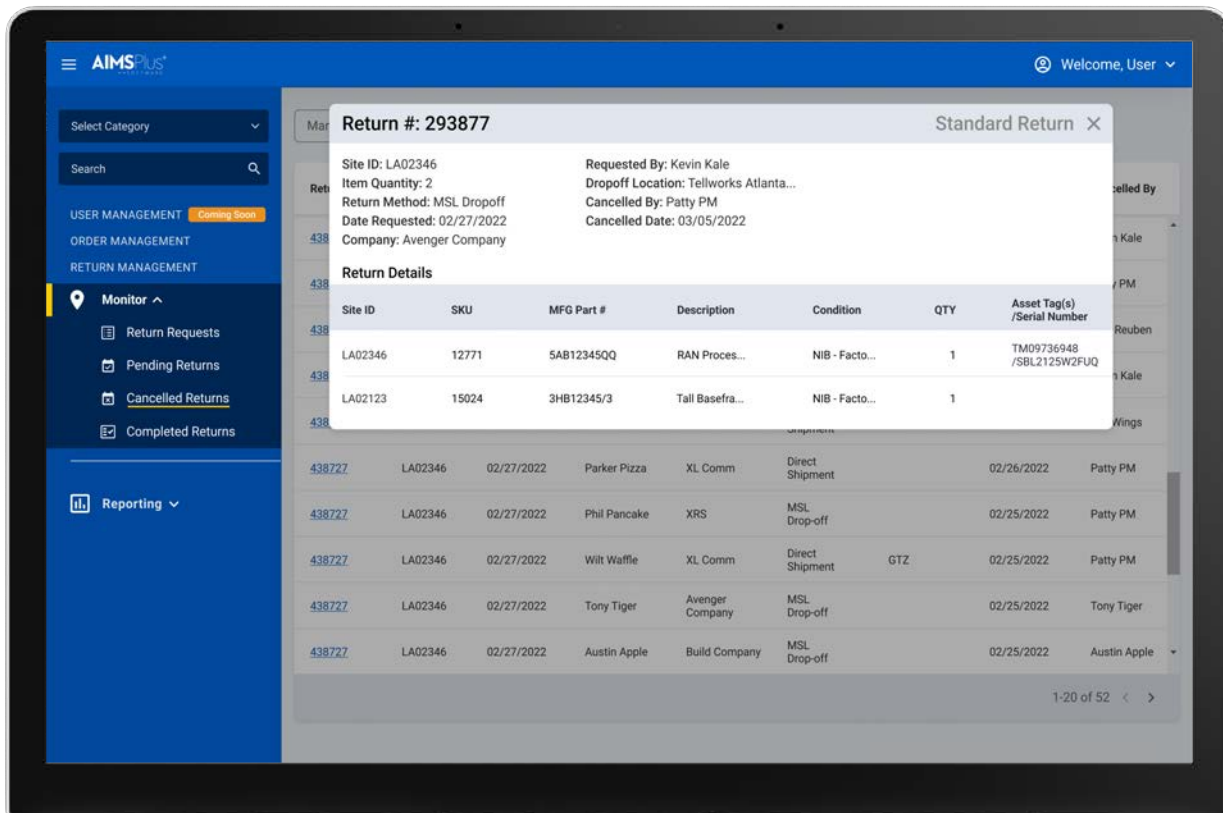 AIMSPlus+
Welcome, User
Select Category
Search
USER MANAGEMENT Coming Soon
ORDER MANAGEMENT
RETURN MANAGEMENT
Monitor
Return Requests
Pending Returns
Cancelled Returns
Completed Returns
Reporting
Mar
Return #: 293877 Standard Return
Site ID: LA02346 Requested By: Kevin Kale
Item Quantity: 2 Dropoff Location: Tellworks Atlanta...
Return Method: MSL Dropoff Cancelled By: Patty PM
Date Requested: 02/27/2022 Cancelled Date: 03/05/2022
Company: Avenger Company
Return Details
Site ID SKU MFG Part # Description Condition QTY Asset Tag(s) /Serial Number
LA02346 12771 5AB12345QQ RAN Proces... NIB - Facto... 1 TM09736948 /SBL2125W2FUQ
LA02123 15024 3HB12345/3 Tall Basefra... NIB - Facto... 1
Retu celled By
438 n Kale
438 y PM
438 Reuben
438 n Kale
438 Shipment Wings
438727 LA02346 02/27/2022 Parker Pizza XL Comm Direct Shipment 02/26/2022 Patty PM
438727 LA02346 02/27/2022 Phil Pancake XRS MSL Drop-off 02/25/2022 Patty PM
438727 LA02346 02/27/2022 Wilt Waffle XL Comm Direct Shipment GTZ 02/25/2022 Patty PM
438727 LA02346 02/27/2022 Tony Tiger Avenger Company MSL Drop-off 02/25/2022 Tony Tiger
438727 LA02346 02/27/2022 Austin Apple Build Company MSL Drop-off 02/25/2022 Austin Apple
1-20 of 52